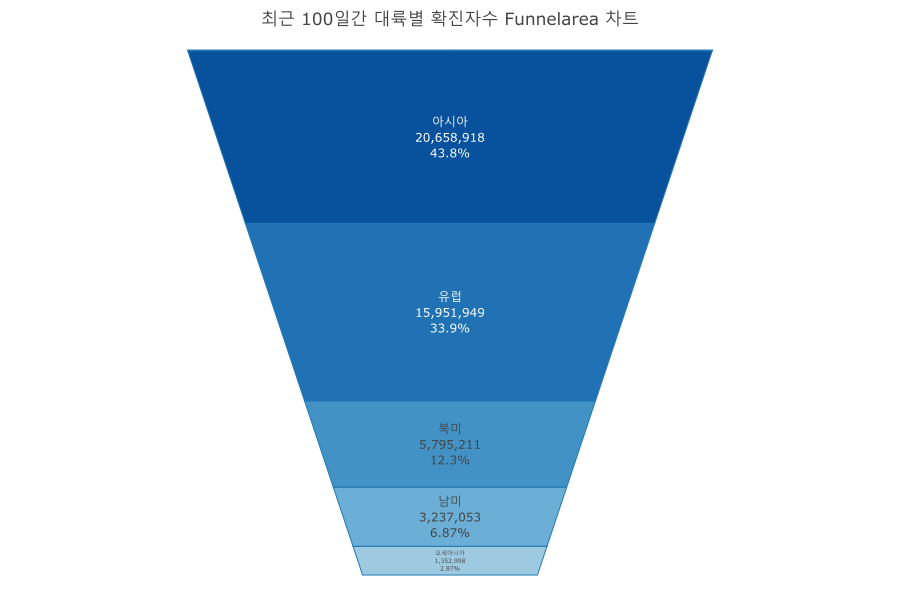 최근 100일간 대륙별 확진자수 Funnelarea 차트
아시아
20,658,918
43.8%
유럽
15,951,949
33.9%
북미
5,795,211
12.3%
남미
3,237,053
6.87%
오세아니아
1,352,998
2.87%